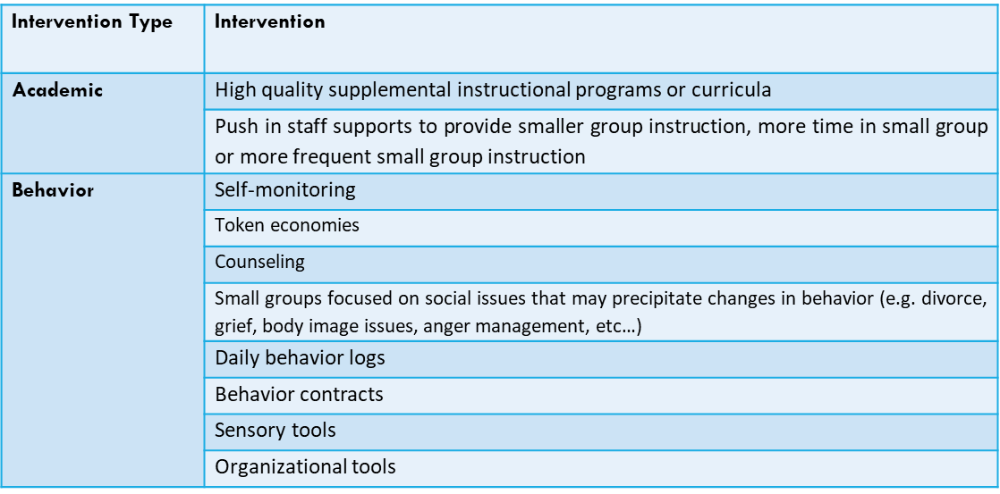 Intervention Type
Intervention
Academic
High quality supplemental instructional programs or curricula
Push in staff supports to provide smaller group instruction, more time in small group
or more frequent small group instruction
Behavior
Self-monitoring
Token economies
Counseling
Small groups focused on social issues that may precipitate changes in behavior (e.g. divorce,
grief, body image issues, anger management, etc…)
Daily behavior logs
Behavior contracts
Sensory tools
Organizational tools